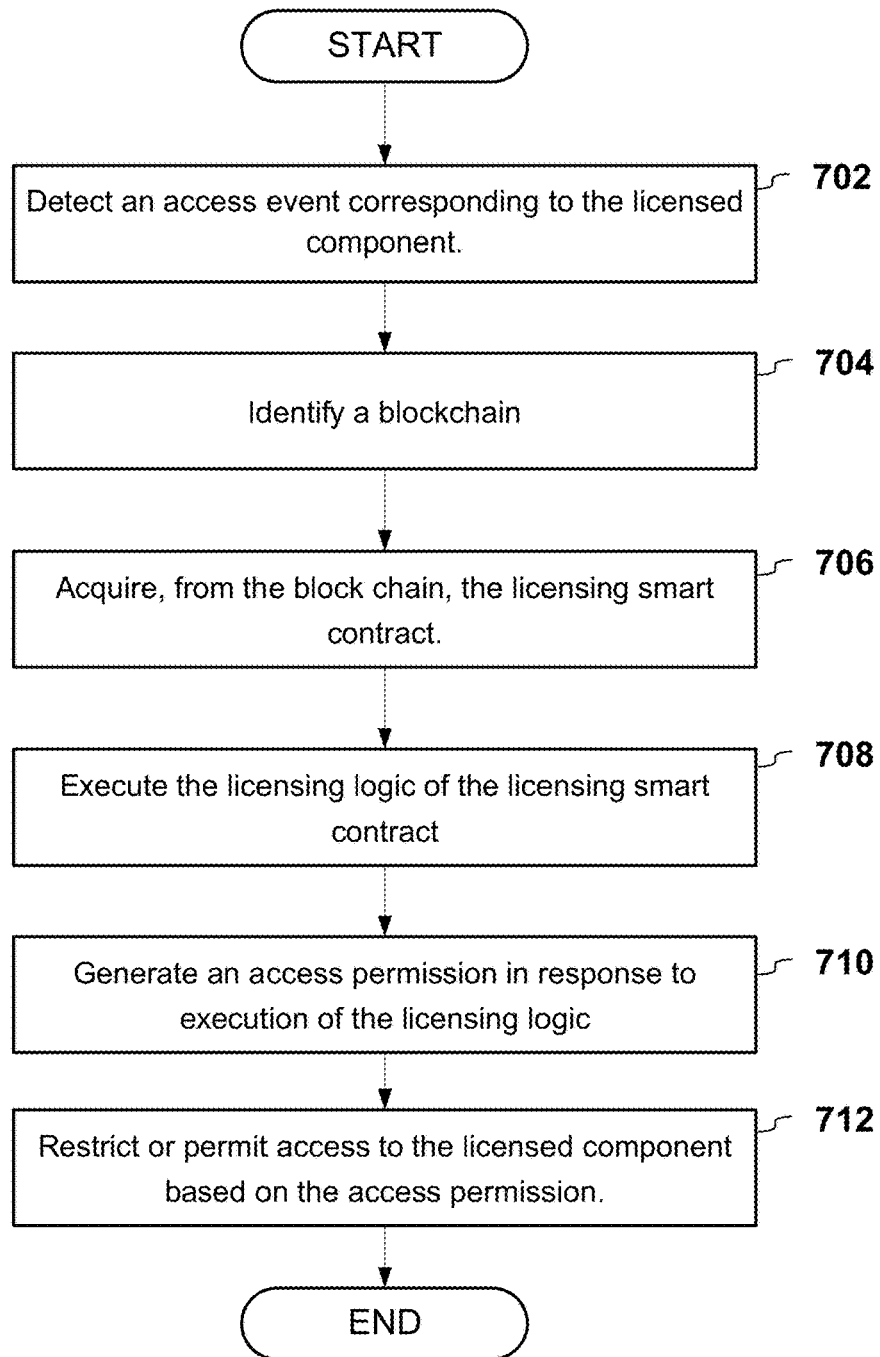 START
702
Detect an access event corresponding to the licensed
component.
704
Identify a blockchain
706
Acquire, from the block chain, the licensing smart
contract.
708
Execute the licensing logic of the licensing smart
contract
710
Generate an access permission in response to
execution of the licensing logic
712
Restrict or permit access to the licensed component
based on the access permission.
END